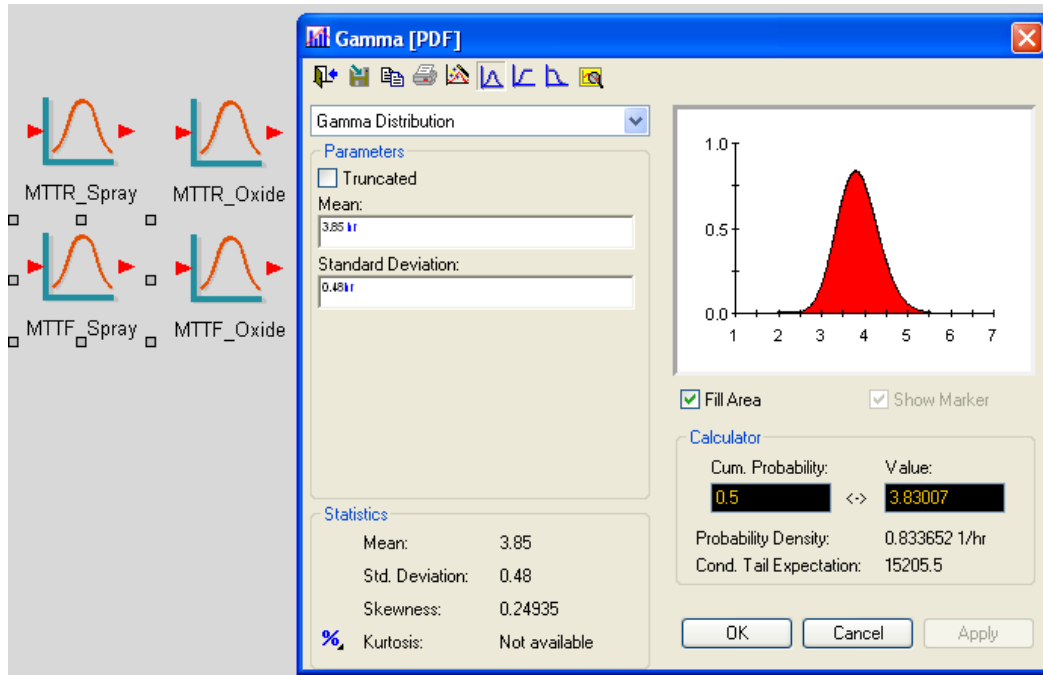 Gamma [PDF]
Gamma Distribution
Parameters
Truncated
Mean:
3.85 hr
Standard Deviation:
0.48hr
Statistics
Mean: 3.85
Std. Deviation: 0.48
Skewness: 0.24935
%
Kurtosis: Not available
1.0
0.5
0.0
1 2 3 4 5 6 7
Fill Area Show Marker
Calculator
Cum. Probability: Value:
0.5 <-> 3.83007
Probability Density: 0.833652 1/hr
Cond. Tail Expectation: 15205.5
OK Cancel Apply
MTTR_Spray MTTR_Oxide
MTTF_Spray MTTF_Oxide